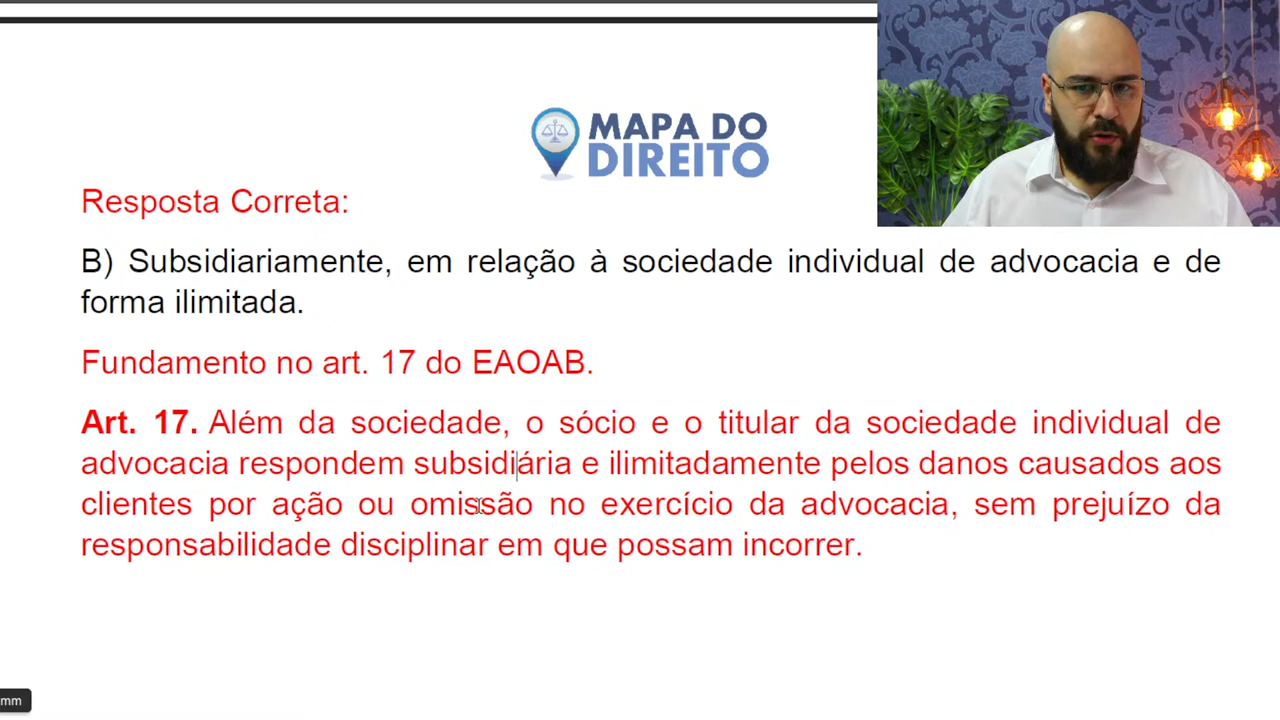 MAPA DO
DIREITO
Resposta Correta:
B) Subsidiariamente, em relação à sociedade individual de advocacia e de
forma ilimitada.
Fundamento no art. 17 do EAOAB.
Art. 17. Além da sociedade, o sócio e o titular da sociedade individual de
advocacia respondem subsidiária e ilimitadamente pelos danos causados aos
clientes por ação ou omissão no exercício da advocacia, sem prejuízo da
responsabilidade disciplinar em que possam incorrer.
mm